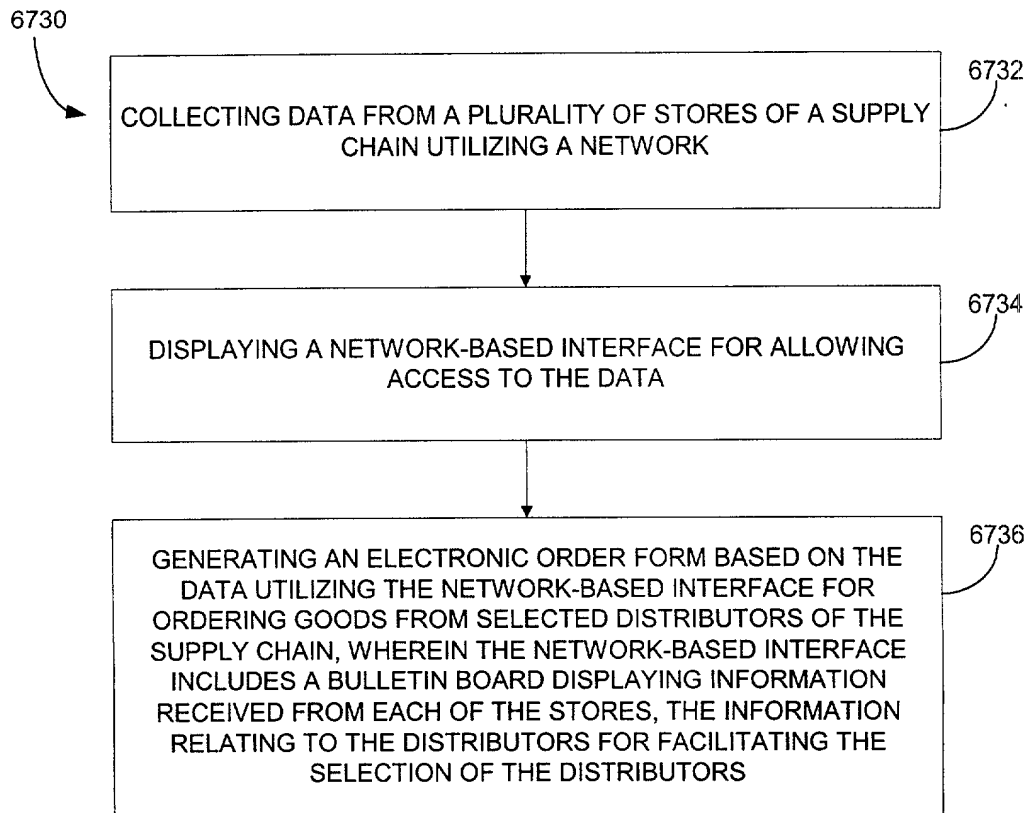 6730
6732
COLLECTING DATA FROM A PLURALITY OF STORES OF A SUPPLY
CHAIN UTILIZING A NETWORK
6734
DISPLAYING A NETWORK-BASED INTERFACE FOR ALLOWING
ACCESS TO THE DATA
6736
GENERATING AN ELECTRONIC ORDER FORM BASED ON THE
DATA UTILIZING THE NETWORK-BASED INTERFACE FOR
ORDERING GOODS FROM SELECTED DISTRIBUTORS OF THE
SUPPLY CHAIN, WHEREIN THE NETWORK-BASED INTERFACE
INCLUDES A BULLETIN BOARD DISPLAYING INFORMATION
RECEIVED FROM EACH OF THE STORES, THE INFORMATION
RELATING TO THE DISTRIBUTORS FOR FACILITATING THE
SELECTION OF THE DISTRIBUTORS